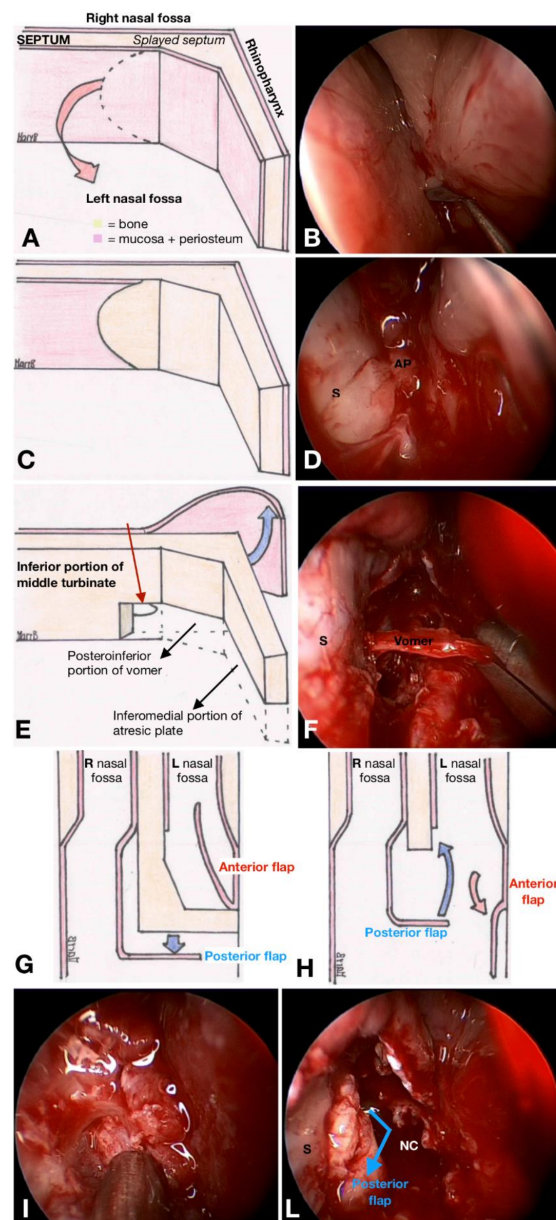 Right nasal fossa
SEPTUM
Splayed septum
Rhinopharynx
Left nasal fossa
= bone
= mucosa + periosteum
A
B
C
S
AP
D
Inferior portion of
middle turbinate
Posteroinferior
portion of vomer
Inferomedial portion of
atresic plate
E
S
Vomer
F
R nasal
fossa
L nasal
fossa
Anterior flap
Posterior flap
G
R nasal
fossa
L nasal
fossa
Anterior
flap
Posterior flap
H
I
S
NC
Posterior
flap
L